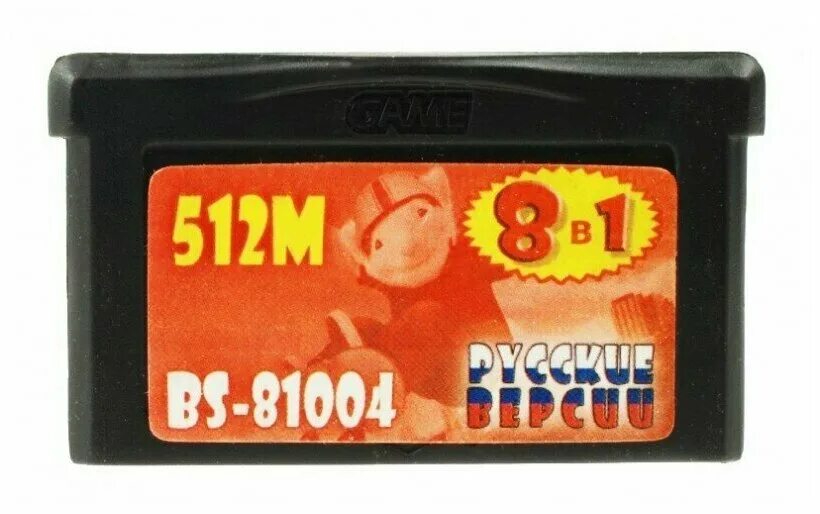 GAME
512M
8 в 1
BS-81004
РУССКИЕ
ВЕРСИИ